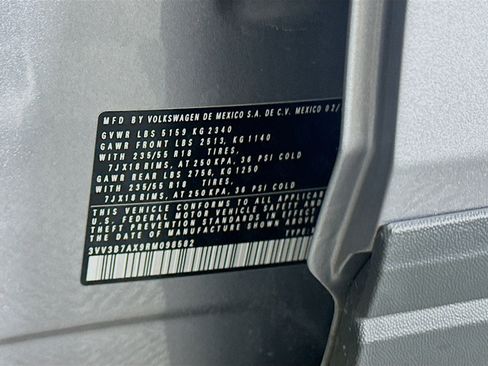 MFD BY VOLKSWAGEN DE MEXICO S.A. DE C.V. MEXICO 02/
GVWR LBS 5159 KG 2340
GAWR FRONT LBS 2513, KG 1140
WITH 235/55 R18 TIRES,
7JX18 RIMS, AT 250 KPA, 36 PSI COLD
GAWR REAR LBS 2756, KG 1250
WITH 235/55 R18 TIRES,
7JX18 RIMS, AT 250 KPA, 36 PSI COLD
THIS VEHICLE CONFORMS TO ALL APPLICABLE
U.S. FEDERAL MOTOR VEHICLE SAFETY
THEFT PREVENTION STANDARDS IN EFFECT
DATE OF MANUFACTURE SHOWN ABOVE
3VV3B7AX9RM098582